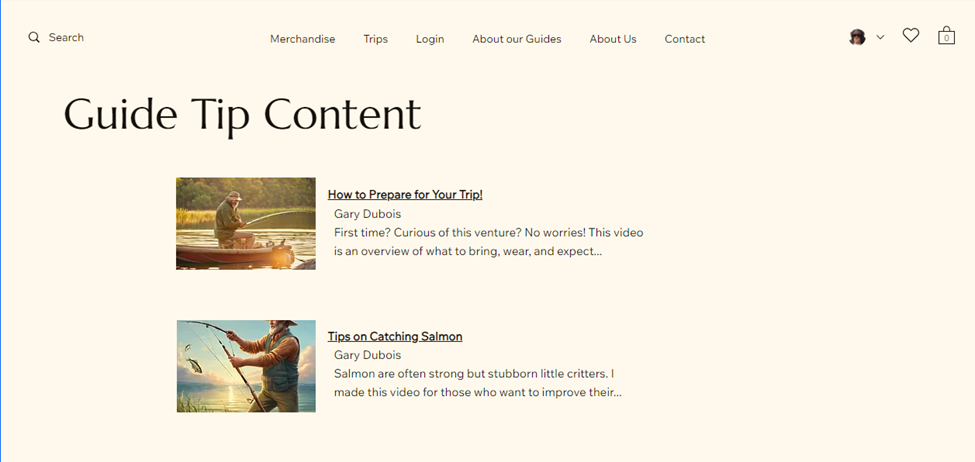 Search
Merchandise Trips Login About our Guides About Us Contact
0
Guide Tip Content
How to Prepare for Your Trip!
Gary Dubois
First time? Curious of this venture? No worries! This video
is an overview of what to bring, wear, and expect...
Tips on Catching Salmon
Gary Dubois
Salmon are often strong but stubborn little critters. I
made this video for those who want to improve their...